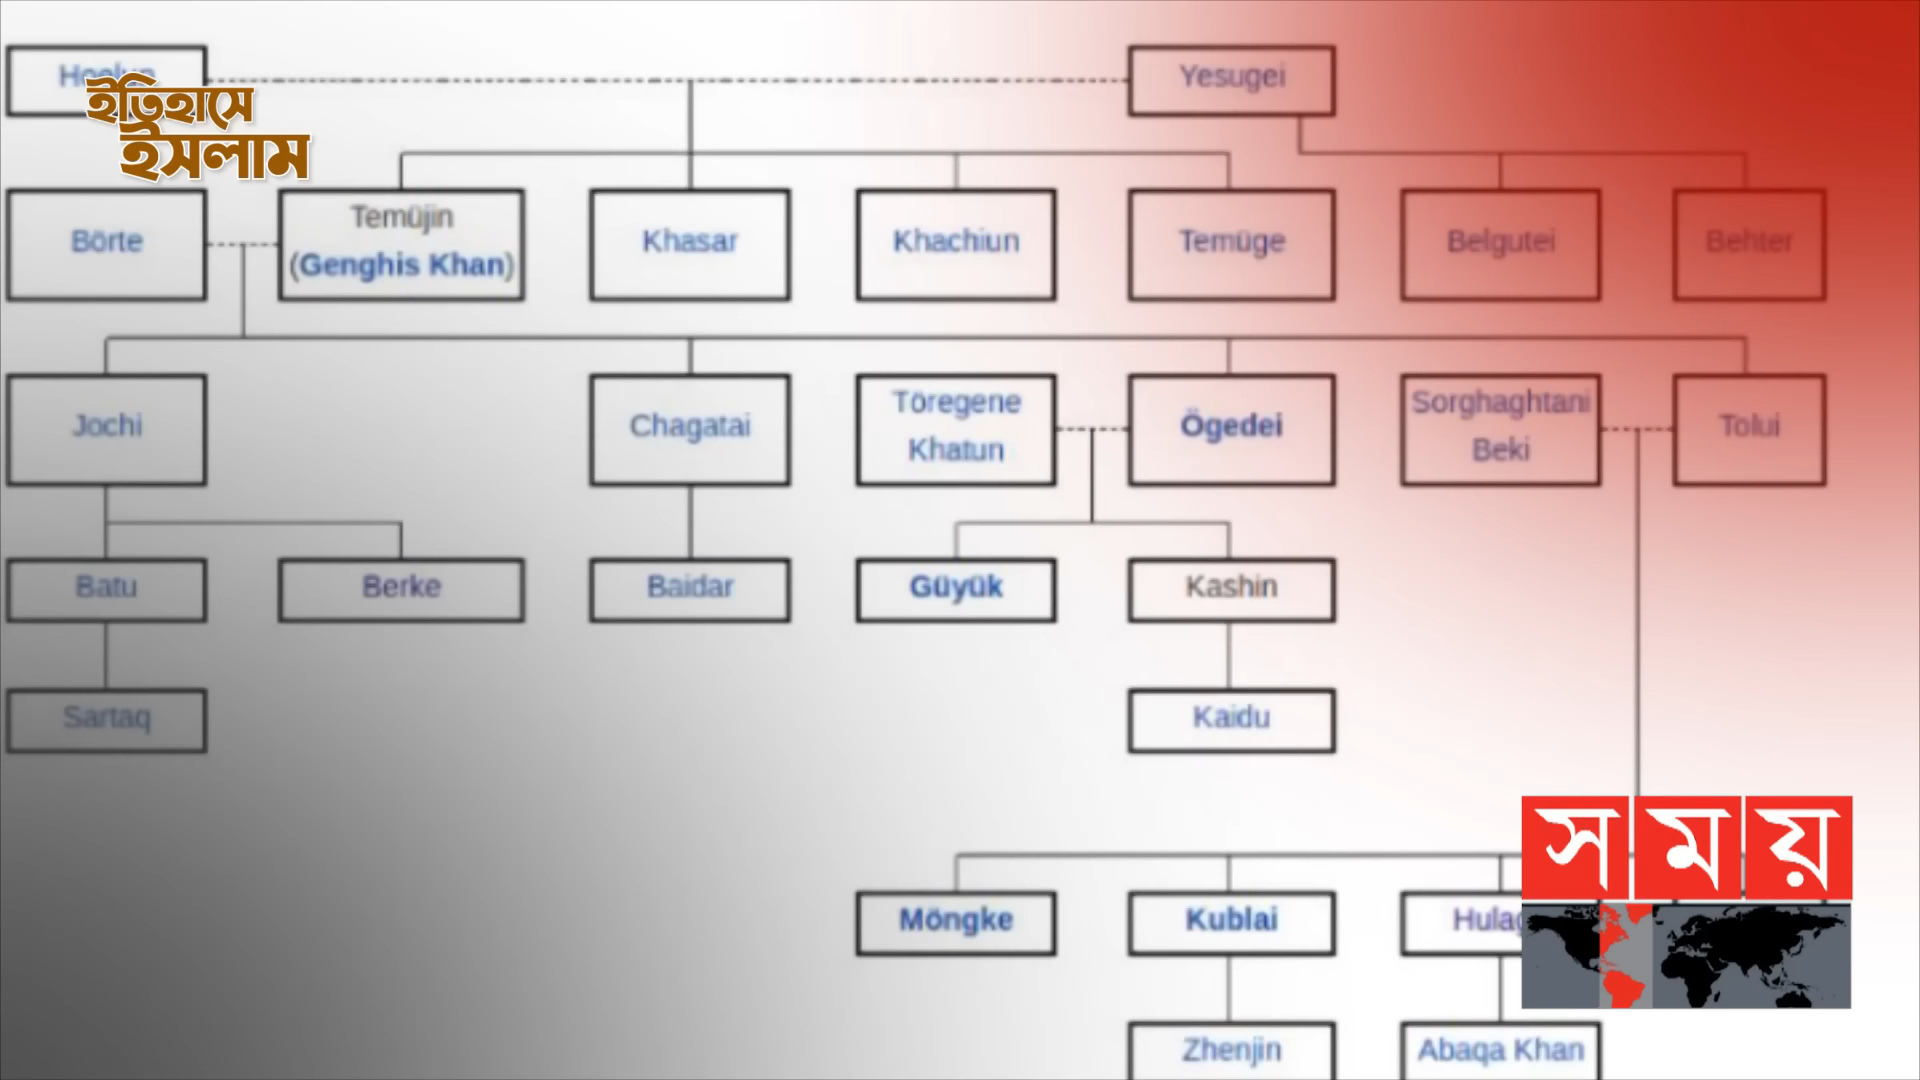 Yesugei
ইতিহাসে
ইসলাম
Börte
Temüjin
(Genghis Khan)
Khasar
Khachiun
Temüge
Belgutei
Behter
Jochi
Chagatai
Töregene
Khatun
Ögedei
Sorghaghtani
Beki
Tolui
Batu
Berke
Baidar
Güyük
Kashin
Sartaq
Kaidu
সময়
Möngke
Kublai
Zhenjin
Abaqa Khan